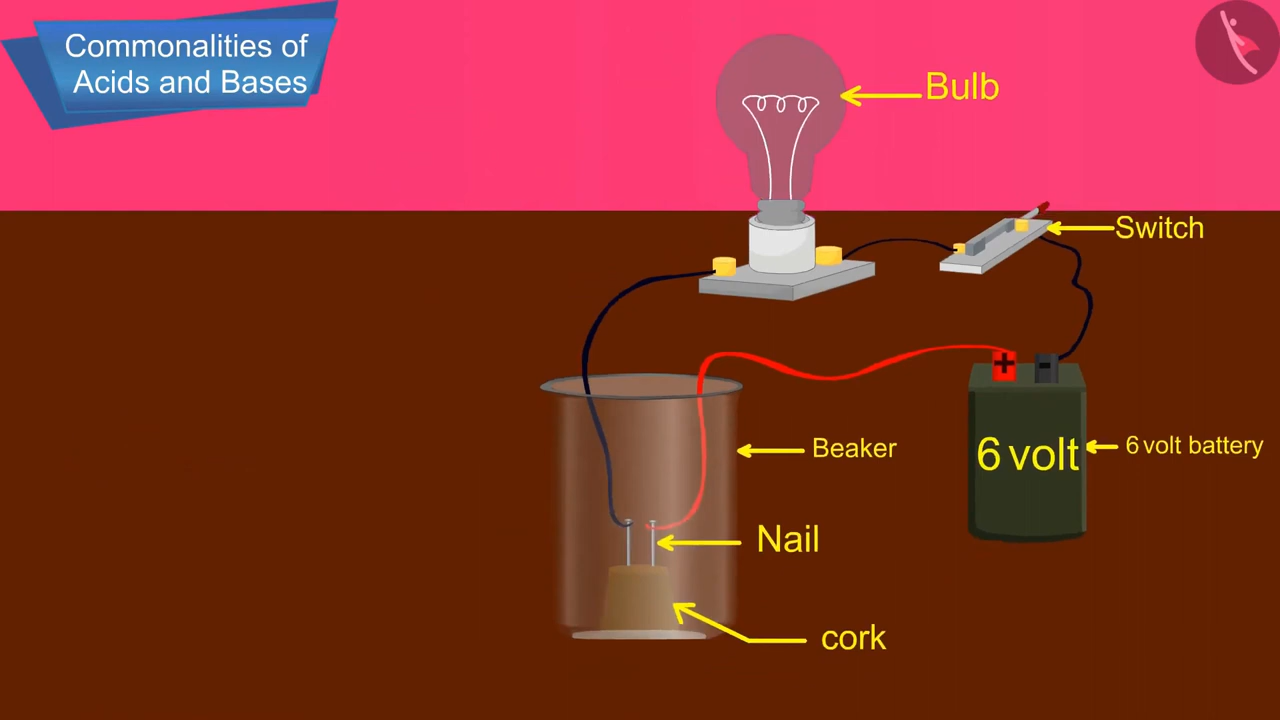 Commonalities of
Acids and Bases
Bulb
Switch
+
-
6 volt
6 volt battery
Beaker
Nail
cork